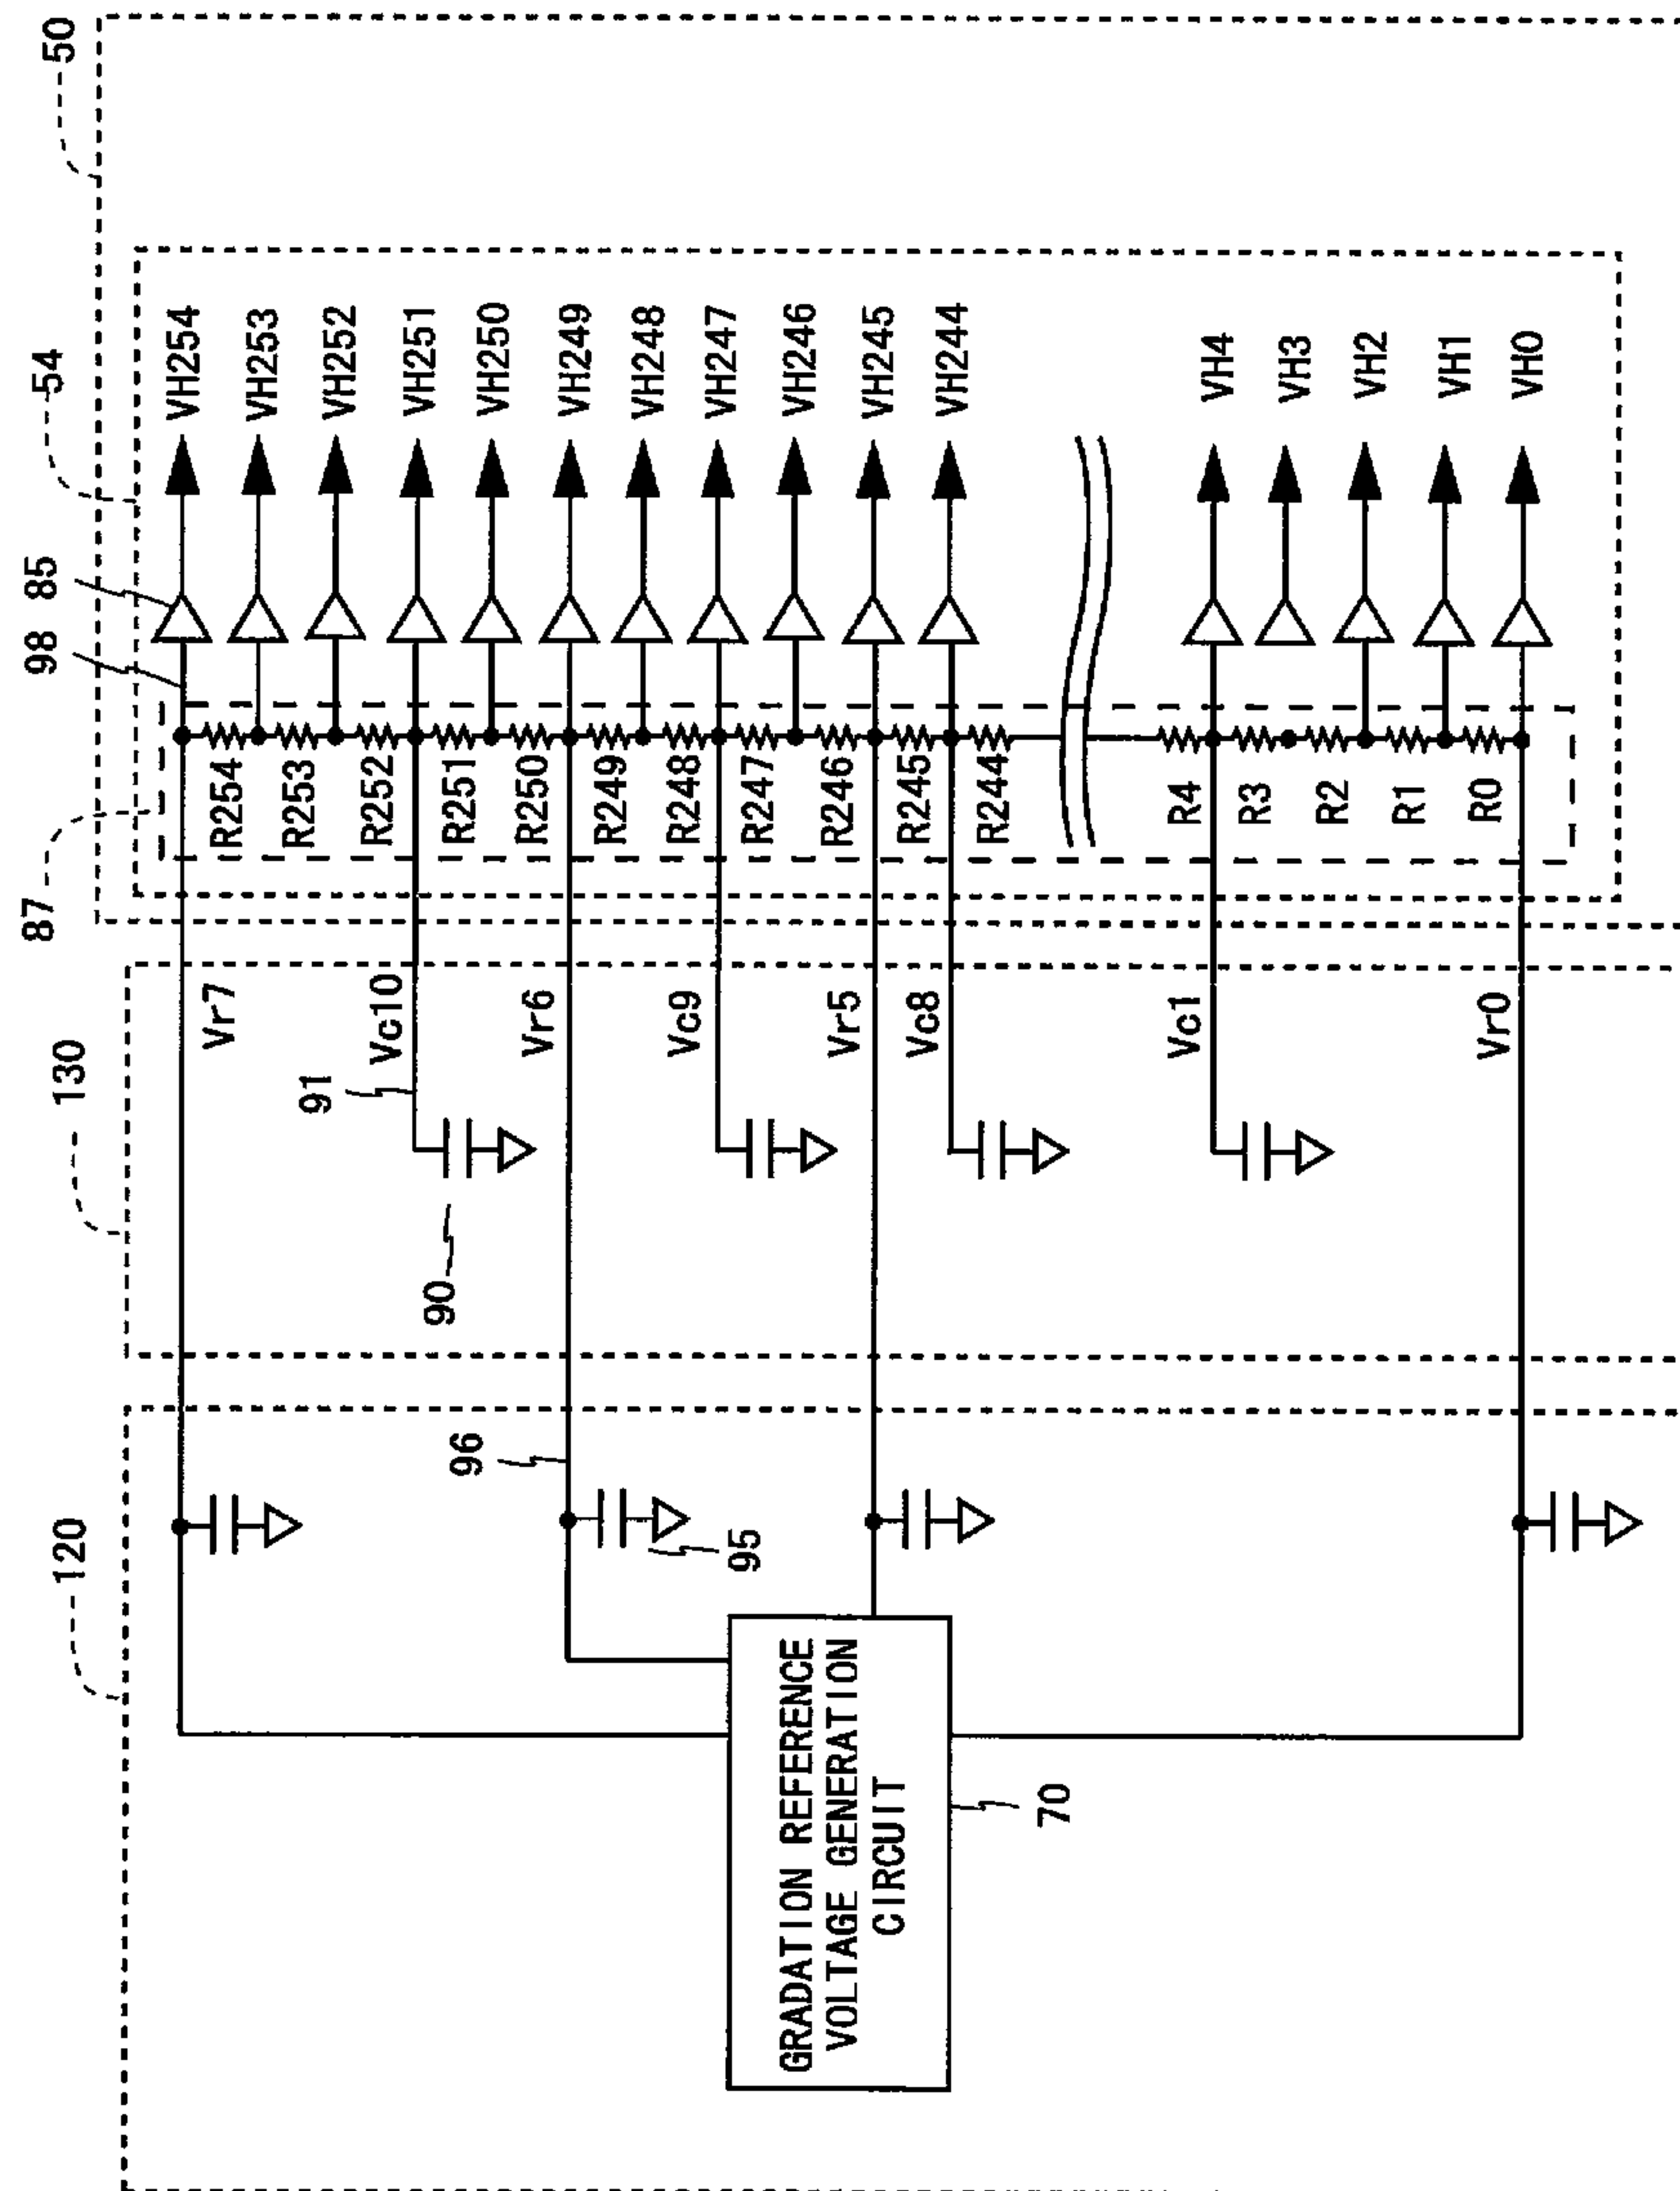 120
130
87
98
85
54
50
GRADATION REFERENCE
VOLTAGE GENERATION
CIRCUIT
70
96
95
90
91
Vr7
Vc10
Vr6
Vc9
Vr5
Vc8
Vc1
Vr0
R254
R253
R252
R251
R250
R249
R248
R247
R246
R245
R244
R4
R3
R2
R1
R0
VH254
VH253
VH252
VH251
VH250
VH249
VH248
VH247
VH246
VH245
VH244
VH4
VH3
VH2
VH1
VH0